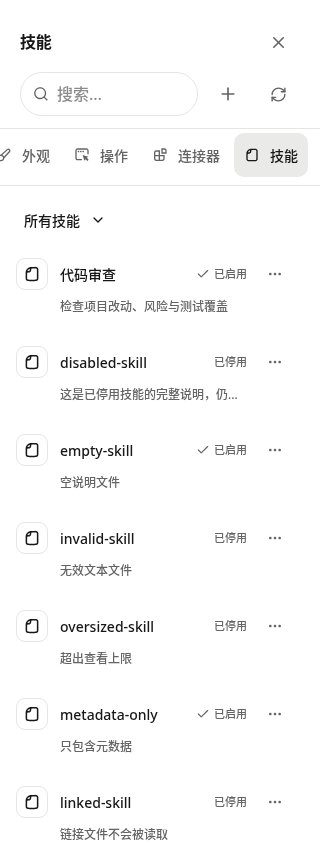 技能
搜索...
外观 操作 连接器 技能
所有技能
代码审查 已启用
检查项目改动、风险与测试覆盖
disabled-skill 已停用
这是已停用技能的完整说明，仍...
empty-skill 已启用
空说明文件
invalid-skill 已停用
无效文本文件
oversized-skill 已停用
超出查看上限
metadata-only 已启用
只包含元数据
linked-skill 已停用
链接文件不会被读取